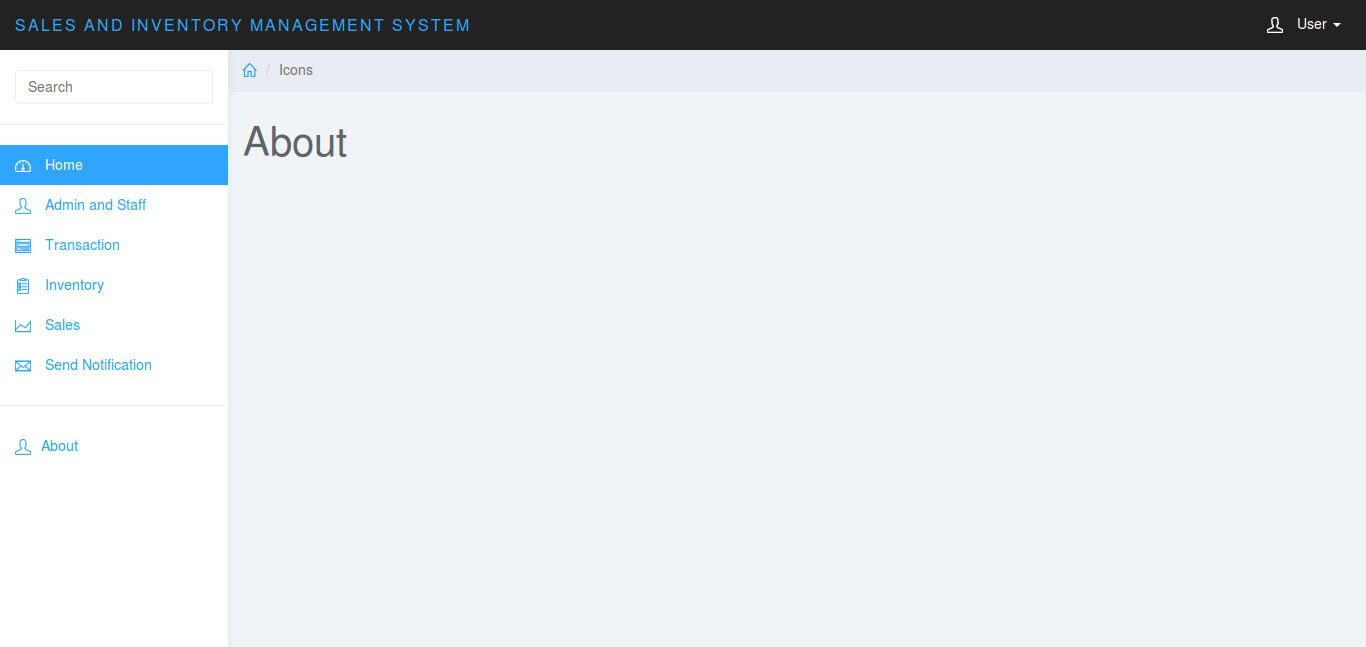 SALES AND INVENTORY MANAGEMENT SYSTEM
User
Search
/ Icons
About
Home
Admin and Staff
Transaction
Inventory
Sales
Send Notification
About